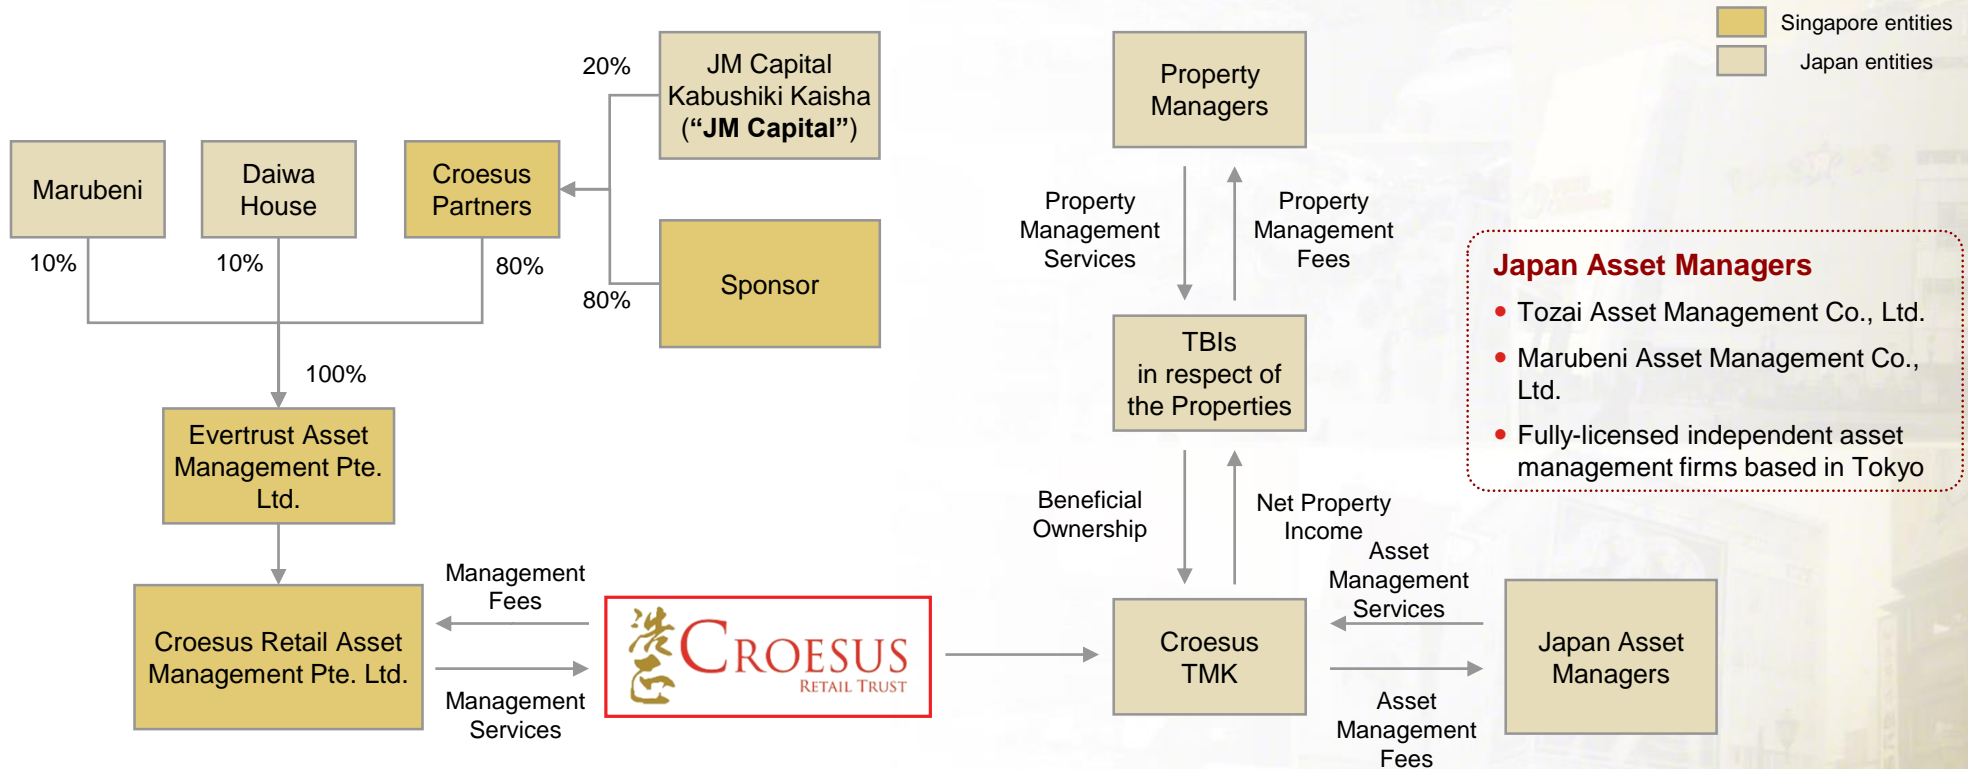 Singapore entities
Japan entities
20%
JM Capital
Kabushiki Kaisha
(“JM Capital”)
Marubeni
Daiwa
House
Croesus
Partners
10%
10%
80%
80%
Sponsor
100%
Evertrust Asset
Management Pte.
Ltd.
Croesus Retail Asset
Management Pte. Ltd.
Management
Fees
Management
Services
浩正
CROESUS
RETAIL TRUST
Property
Managers
Property
Management
Services
Property
Management
Fees
TBIs
in respect of
the Properties
Beneficial
Ownership
Net Property
Income
Croesus
TMK
Asset
Management
Services
Asset
Management
Fees
Japan Asset
Managers
Japan Asset Managers
• Tozai Asset Management Co., Ltd.
• Marubeni Asset Management Co.,
Ltd.
• Fully-licensed independent asset
management firms based in Tokyo